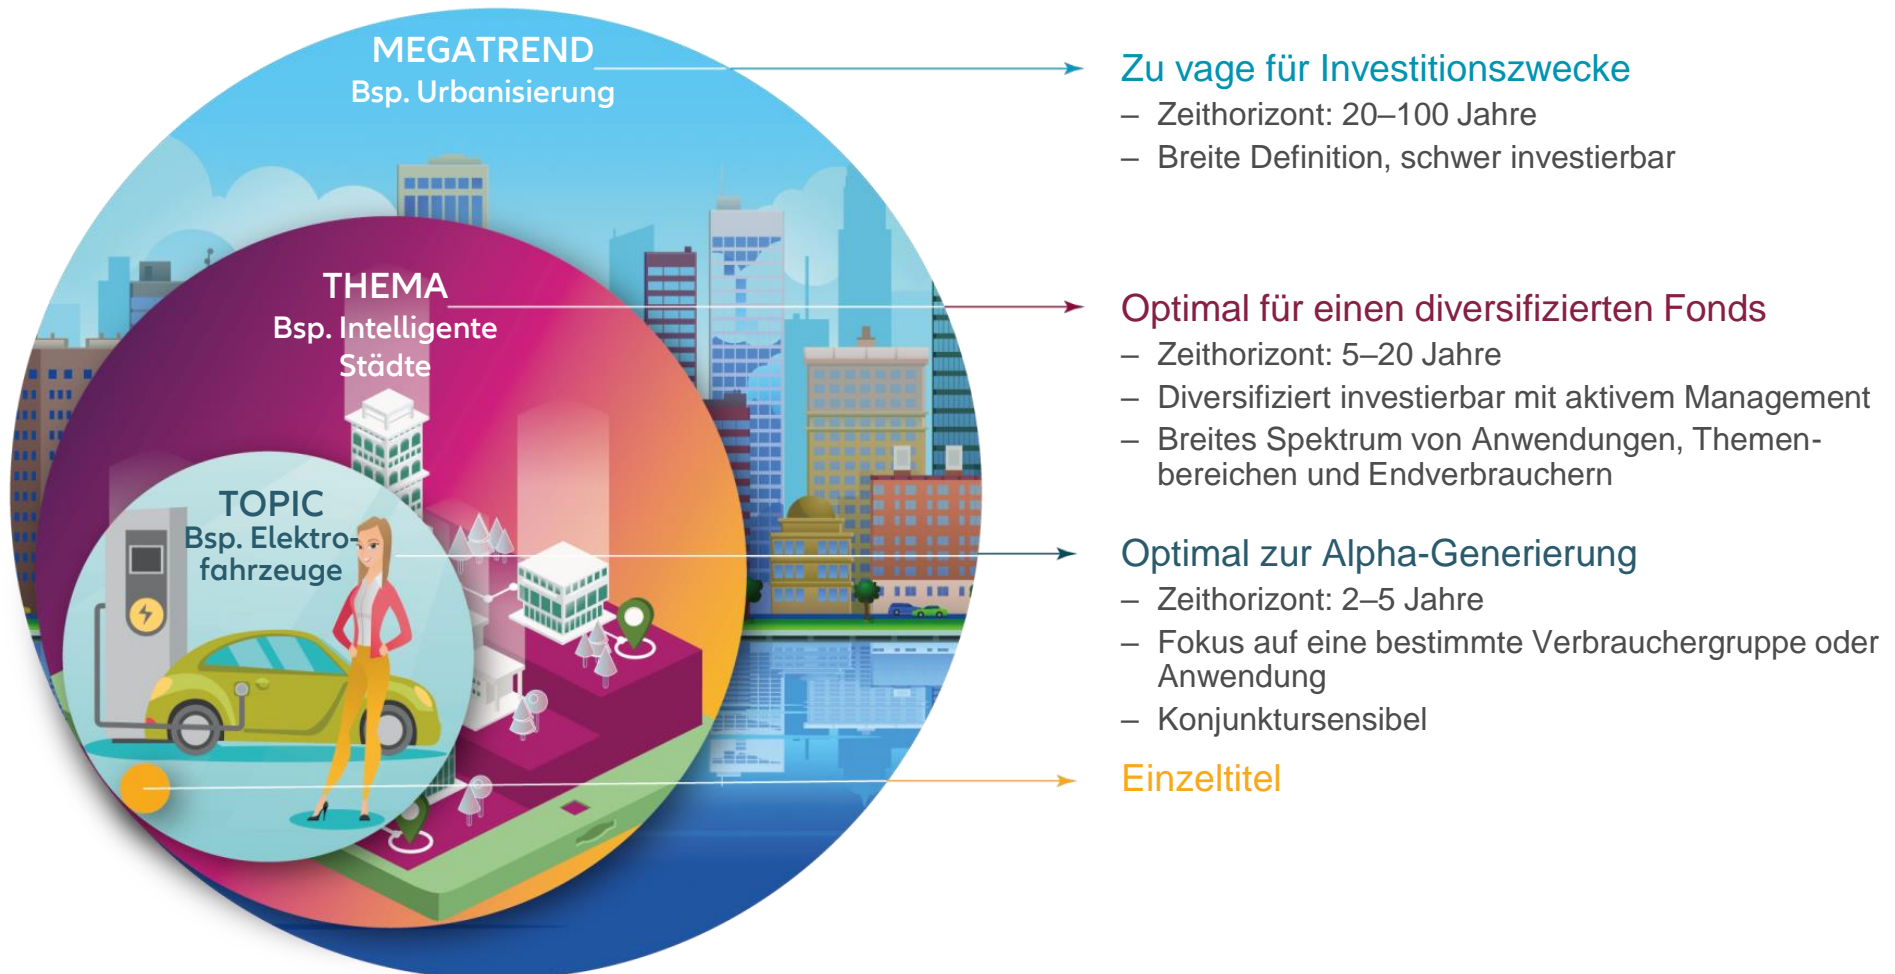 MEGATREND
Bsp. Urbanisierung
Zu vage für Investitionszwecke
– Zeithorizont: 20–100 Jahre
– Breite Definition, schwer investierbar
THEMA
Bsp. Intelligente
Städte
Optimal für einen diversifizierten Fonds
– Zeithorizont: 5–20 Jahre
– Diversifiziert investierbar mit aktivem Management
– Breites Spektrum von Anwendungen, Themen-
bereichen und Endverbrauchern
TOPIC
Bsp. Elektro-
fahrzeuge
Optimal zur Alpha-Generierung
– Zeithorizont: 2–5 Jahre
– Fokus auf eine bestimmte Verbrauchergruppe oder
Anwendung
– Konjunktursensibel
Einzeltitel